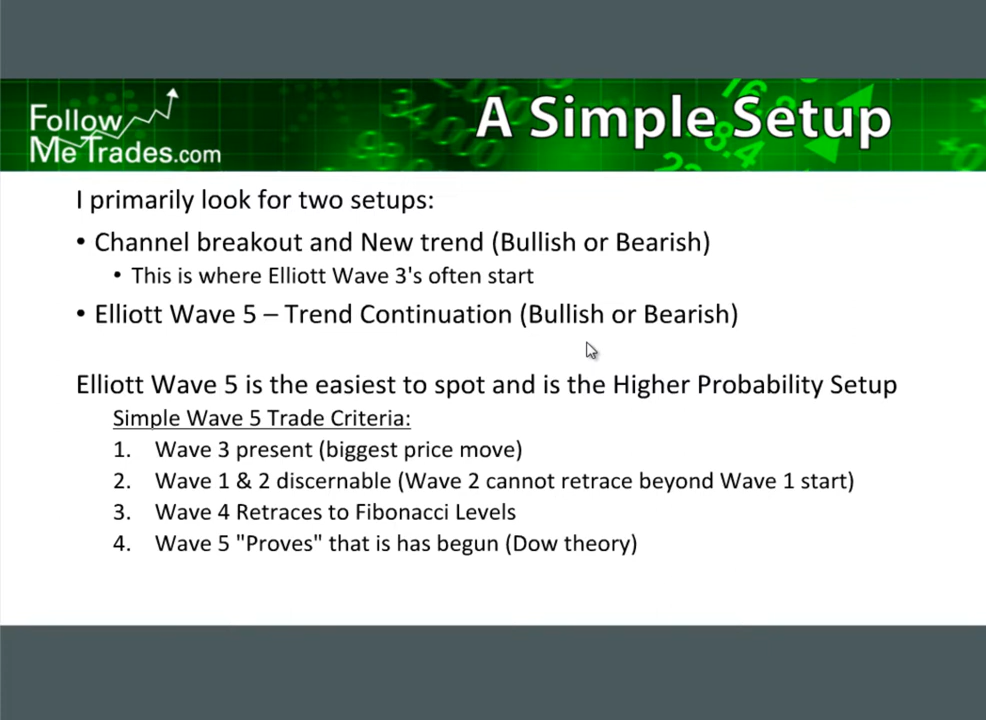 Follow
MeTrades.com
A Simple Setup
I primarily look for two setups:
• Channel breakout and New trend (Bullish or Bearish)
• This is where Elliott Wave 3's often start
• Elliott Wave 5 – Trend Continuation (Bullish or Bearish)
Elliott Wave 5 is the easiest to spot and is the Higher Probability Setup
Simple Wave 5 Trade Criteria:
1. Wave 3 present (biggest price move)
2. Wave 1 & 2 discernable (Wave 2 cannot retrace beyond Wave 1 start)
3. Wave 4 Retraces to Fibonacci Levels
4. Wave 5 "Proves" that is has begun (Dow theory)